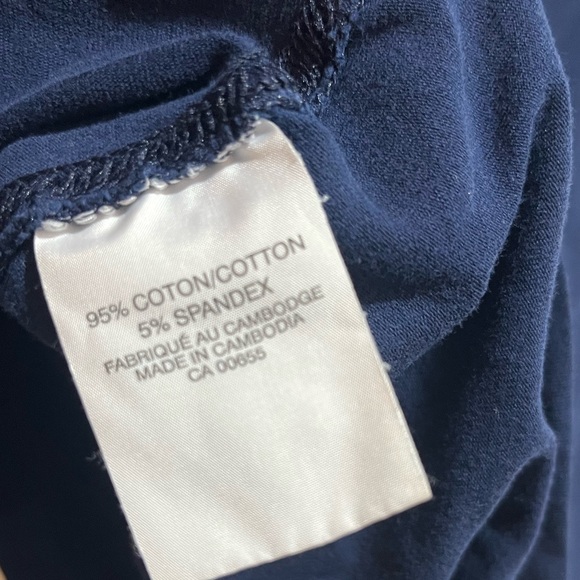 95% COTON/COTTON
5% SPANDEX
FABRIQUÉ AU CAMBODGE
MADE IN CAMBODIA
CA 00655